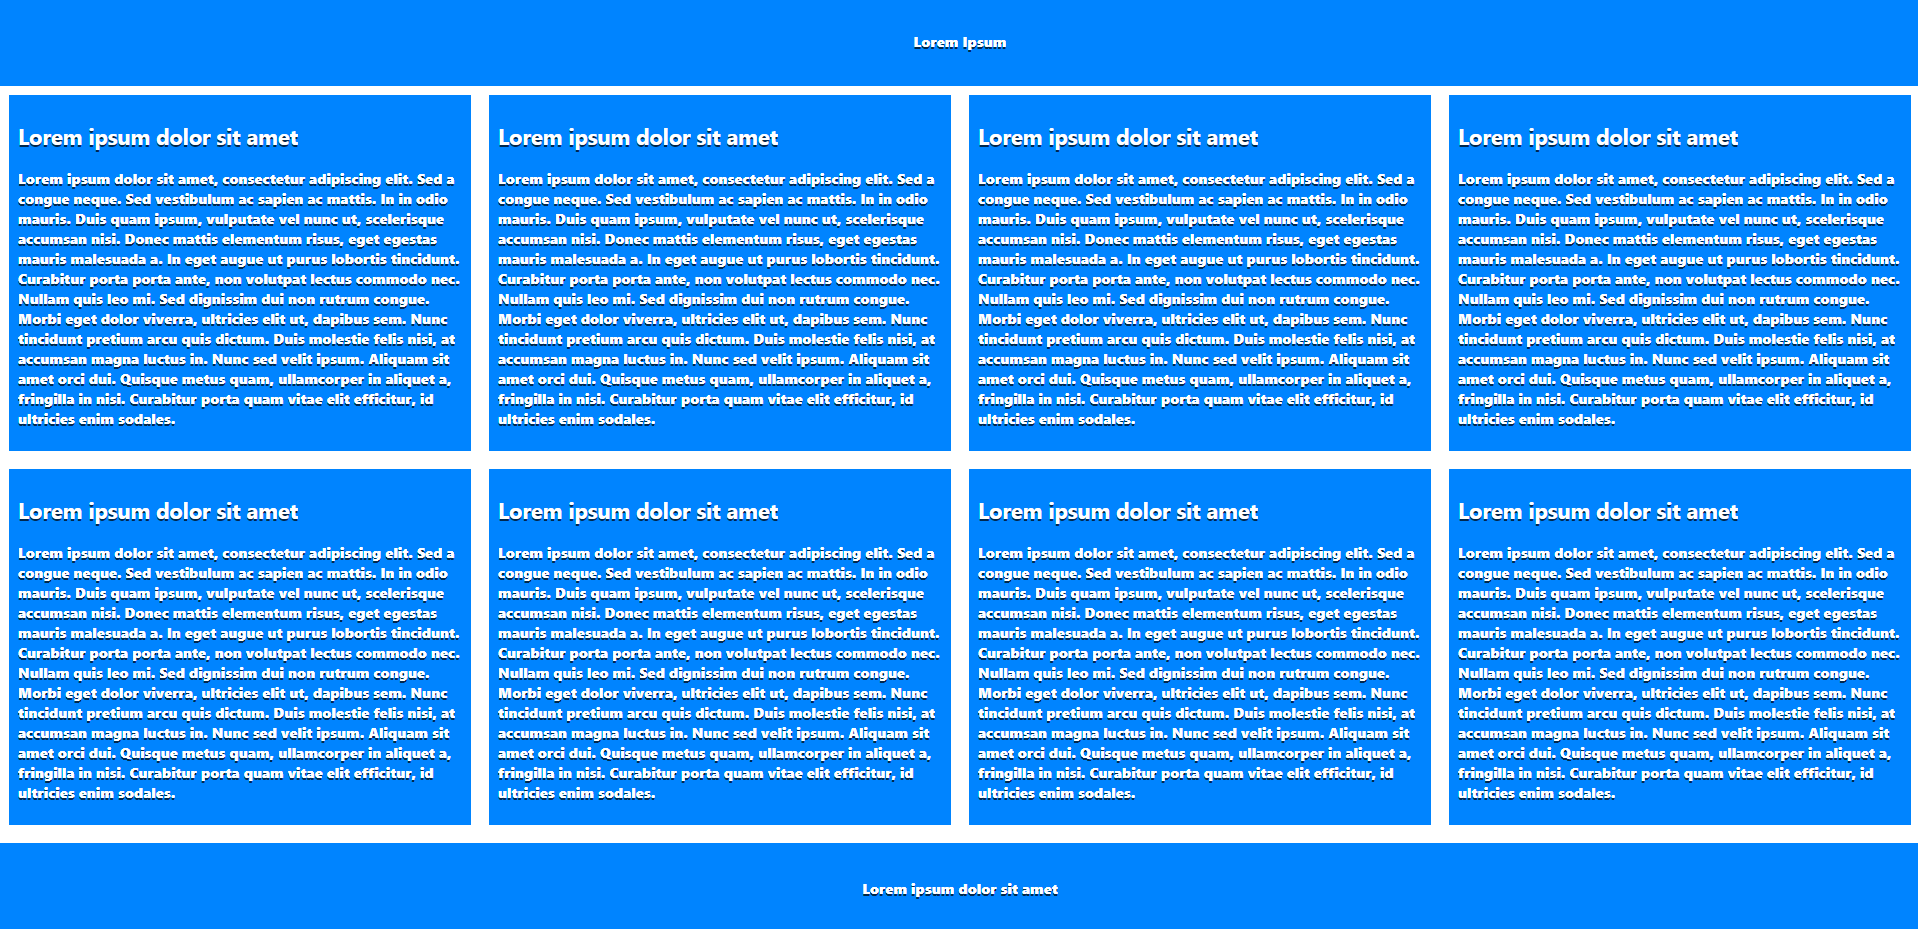 Lorem Ipsum
Lorem ipsum dolor sit amet
Lorem ipsum dolor sit amet, consectetur adipiscing elit. Sed a
congue neque. Sed vestibulum ac sapien ac mattis. In in odio
mauris. Duis quam ipsum, vulputate vel nunc ut, scelerisque
accumsan nisi. Donec mattis elementum risus, eget egestas
mauris malesuada a. In eget augue ut purus lobortis tincidunt.
Curabitur porta porta ante, non volutpat lectus commodo nec.
Nullam quis leo mi. Sed dignissim dui non rutrum congue.
Morbi eget dolor viverra, ultricies elit ut, dapibus sem. Nunc
tincidunt pretium arcu quis dictum. Duis molestie felis nisi, at
accumsan magna luctus in. Nunc sed velit ipsum. Aliquam sit
amet orci dui. Quisque metus quam, ullamcorper in aliquet a,
fringilla in nisi. Curabitur porta quam vitae elit efficitur, id
ultricies enim sodales.
Lorem ipsum dolor sit amet
Lorem ipsum dolor sit amet, consectetur adipiscing elit. Sed a
congue neque. Sed vestibulum ac sapien ac mattis. In in odio
mauris. Duis quam ipsum, vulputate vel nunc ut, scelerisque
accumsan nisi. Donec mattis elementum risus, eget egestas
mauris malesuada a. In eget augue ut purus lobortis tincidunt.
Curabitur porta porta ante, non volutpat lectus commodo nec.
Nullam quis leo mi. Sed dignissim dui non rutrum congue.
Morbi eget dolor viverra, ultricies elit ut, dapibus sem. Nunc
tincidunt pretium arcu quis dictum. Duis molestie felis nisi, at
accumsan magna luctus in. Nunc sed velit ipsum. Aliquam sit
amet orci dui. Quisque metus quam, ullamcorper in aliquet a,
fringilla in nisi. Curabitur porta quam vitae elit efficitur, id
ultricies enim sodales.
Lorem ipsum dolor sit amet
Lorem ipsum dolor sit amet, consectetur adipiscing elit. Sed a
congue neque. Sed vestibulum ac sapien ac mattis. In in odio
mauris. Duis quam ipsum, vulputate vel nunc ut, scelerisque
accumsan nisi. Donec mattis elementum risus, eget egestas
mauris malesuada a. In eget augue ut purus lobortis tincidunt.
Curabitur porta porta ante, non volutpat lectus commodo nec.
Nullam quis leo mi. Sed dignissim dui non rutrum congue.
Morbi eget dolor viverra, ultricies elit ut, dapibus sem. Nunc
tincidunt pretium arcu quis dictum. Duis molestie felis nisi, at
accumsan magna luctus in. Nunc sed velit ipsum. Aliquam sit
amet orci dui. Quisque metus quam, ullamcorper in aliquet a,
fringilla in nisi. Curabitur porta quam vitae elit efficitur, id
ultricies enim sodales.
Lorem ipsum dolor sit amet
Lorem ipsum dolor sit amet, consectetur adipiscing elit. Sed a
congue neque. Sed vestibulum ac sapien ac mattis. In in odio
mauris. Duis quam ipsum, vulputate vel nunc ut, scelerisque
accumsan nisi. Donec mattis elementum risus, eget egestas
mauris malesuada a. In eget augue ut purus lobortis tincidunt.
Curabitur porta porta ante, non volutpat lectus commodo nec.
Nullam quis leo mi. Sed dignissim dui non rutrum congue.
Morbi eget dolor viverra, ultricies elit ut, dapibus sem. Nunc
tincidunt pretium arcu quis dictum. Duis molestie felis nisi, at
accumsan magna luctus in. Nunc sed velit ipsum. Aliquam sit
amet orci dui. Quisque metus quam, ullamcorper in aliquet a,
fringilla in nisi. Curabitur porta quam vitae elit efficitur, id
ultricies enim sodales.
Lorem ipsum dolor sit amet
Lorem ipsum dolor sit amet, consectetur adipiscing elit. Sed a
congue neque. Sed vestibulum ac sapien ac mattis. In in odio
mauris. Duis quam ipsum, vulputate vel nunc ut, scelerisque
accumsan nisi. Donec mattis elementum risus, eget egestas
mauris malesuada a. In eget augue ut purus lobortis tincidunt.
Curabitur porta porta ante, non volutpat lectus commodo nec.
Nullam quis leo mi. Sed dignissim dui non rutrum congue.
Morbi eget dolor viverra, ultricies elit ut, dapibus sem. Nunc
tincidunt pretium arcu quis dictum. Duis molestie felis nisi, at
accumsan magna luctus in. Nunc sed velit ipsum. Aliquam sit
amet orci dui. Quisque metus quam, ullamcorper in aliquet a,
fringilla in nisi. Curabitur porta quam vitae elit efficitur, id
ultricies enim sodales.
Lorem ipsum dolor sit amet
Lorem ipsum dolor sit amet, consectetur adipiscing elit. Sed a
congue neque. Sed vestibulum ac sapien ac mattis. In in odio
mauris. Duis quam ipsum, vulputate vel nunc ut, scelerisque
accumsan nisi. Donec mattis elementum risus, eget egestas
mauris malesuada a. In eget augue ut purus lobortis tincidunt.
Curabitur porta porta ante, non volutpat lectus commodo nec.
Nullam quis leo mi. Sed dignissim dui non rutrum congue.
Morbi eget dolor viverra, ultricies elit ut, dapibus sem. Nunc
tincidunt pretium arcu quis dictum. Duis molestie felis nisi, at
accumsan magna luctus in. Nunc sed velit ipsum. Aliquam sit
amet orci dui. Quisque metus quam, ullamcorper in aliquet a,
fringilla in nisi. Curabitur porta quam vitae elit efficitur, id
ultricies enim sodales.
Lorem ipsum dolor sit amet
Lorem ipsum dolor sit amet, consectetur adipiscing elit. Sed a
congue neque. Sed vestibulum ac sapien ac mattis. In in odio
mauris. Duis quam ipsum, vulputate vel nunc ut, scelerisque
accumsan nisi. Donec mattis elementum risus, eget egestas
mauris malesuada a. In eget augue ut purus lobortis tincidunt.
Curabitur porta porta ante, non volutpat lectus commodo nec.
Nullam quis leo mi. Sed dignissim dui non rutrum congue.
Morbi eget dolor viverra, ultricies elit ut, dapibus sem. Nunc
tincidunt pretium arcu quis dictum. Duis molestie felis nisi, at
accumsan magna luctus in. Nunc sed velit ipsum. Aliquam sit
amet orci dui. Quisque metus quam, ullamcorper in aliquet a,
fringilla in nisi. Curabitur porta quam vitae elit efficitur, id
ultricies enim sodales.
Lorem ipsum dolor sit amet
Lorem ipsum dolor sit amet, consectetur adipiscing elit. Sed a
congue neque. Sed vestibulum ac sapien ac mattis. In in odio
mauris. Duis quam ipsum, vulputate vel nunc ut, scelerisque
accumsan nisi. Donec mattis elementum risus, eget egestas
mauris malesuada a. In eget augue ut purus lobortis tincidunt.
Curabitur porta porta ante, non volutpat lectus commodo nec.
Nullam quis leo mi. Sed dignissim dui non rutrum congue.
Morbi eget dolor viverra, ultricies elit ut, dapibus sem. Nunc
tincidunt pretium arcu quis dictum. Duis molestie felis nisi, at
accumsan magna luctus in. Nunc sed velit ipsum. Aliquam sit
amet orci dui. Quisque metus quam, ullamcorper in aliquet a,
fringilla in nisi. Curabitur porta quam vitae elit efficitur, id
ultricies enim sodales.
Lorem ipsum dolor sit amet